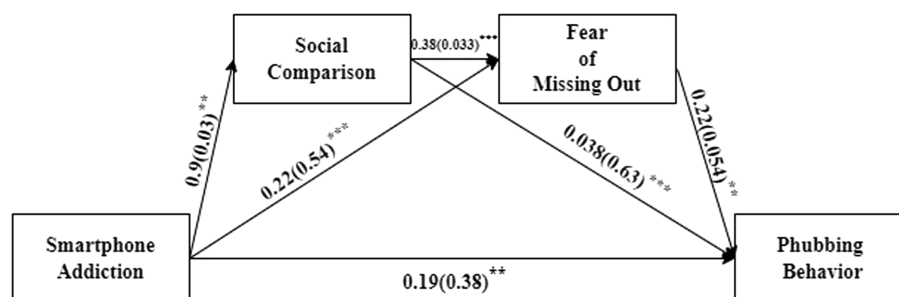 Social
Comparison
0.38(0.033)***
Fear
of
Missing Out
0.9(0.03)**
0.22(0.54)***
0.038(0.63)***
0.22(0.054)**
Smartphone
Addiction
0.19(0.38)**
Phubbing
Behavior